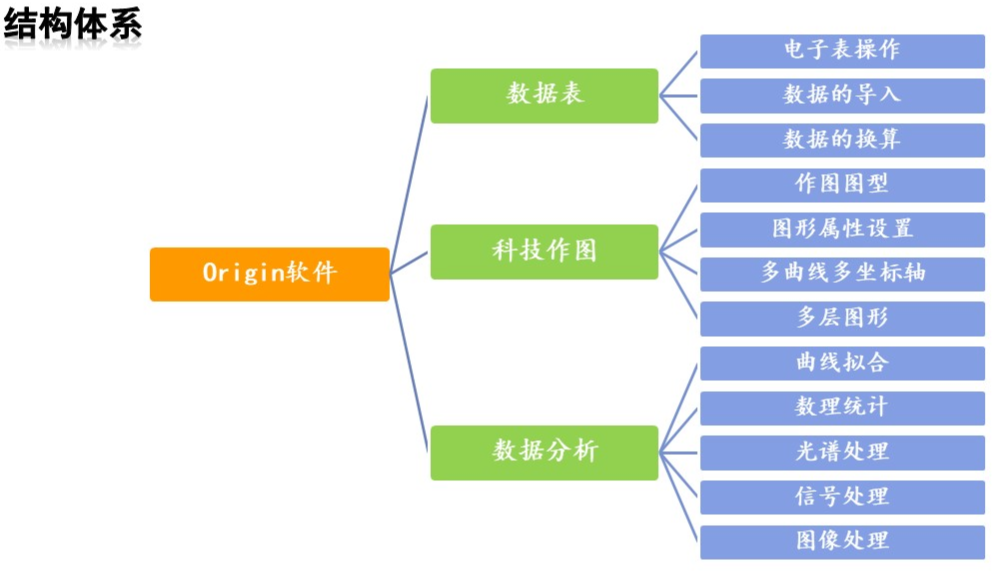 结构体系
Origin软件
数据表
电子表操作
数据的导入
数据的换算
科技作图
作图图型
图形属性设置
多曲线多坐标轴
多层图形
数据分析
曲线拟合
数理统计
光谱处理
信号处理
图像处理